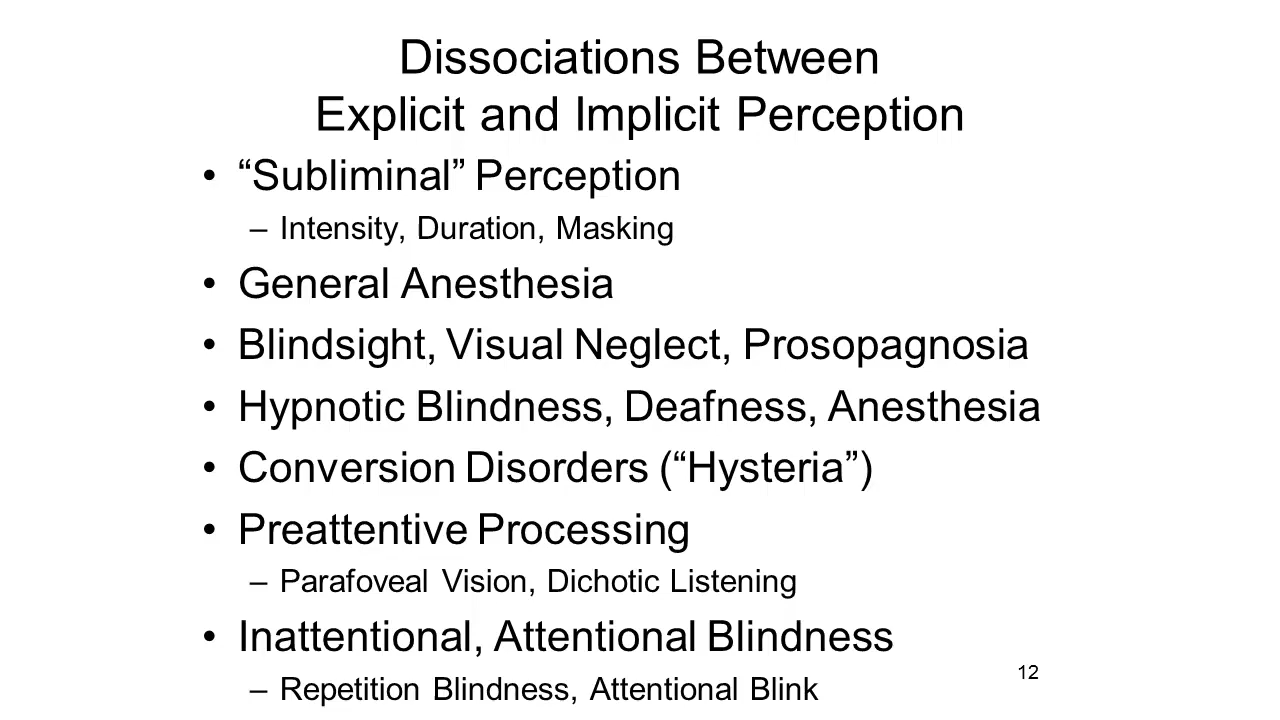 Dissociations Between
Explicit and Implicit Perception
• “Subliminal” Perception
– Intensity, Duration, Masking
• General Anesthesia
• Blindsight, Visual Neglect, Prosopagnosia
• Hypnotic Blindness, Deafness, Anesthesia
• Conversion Disorders (“Hysteria”)
• Preattentive Processing
– Parafoveal Vision, Dichotic Listening
• Inattentional, Attentional Blindness
– Repetition Blindness, Attentional Blink
12